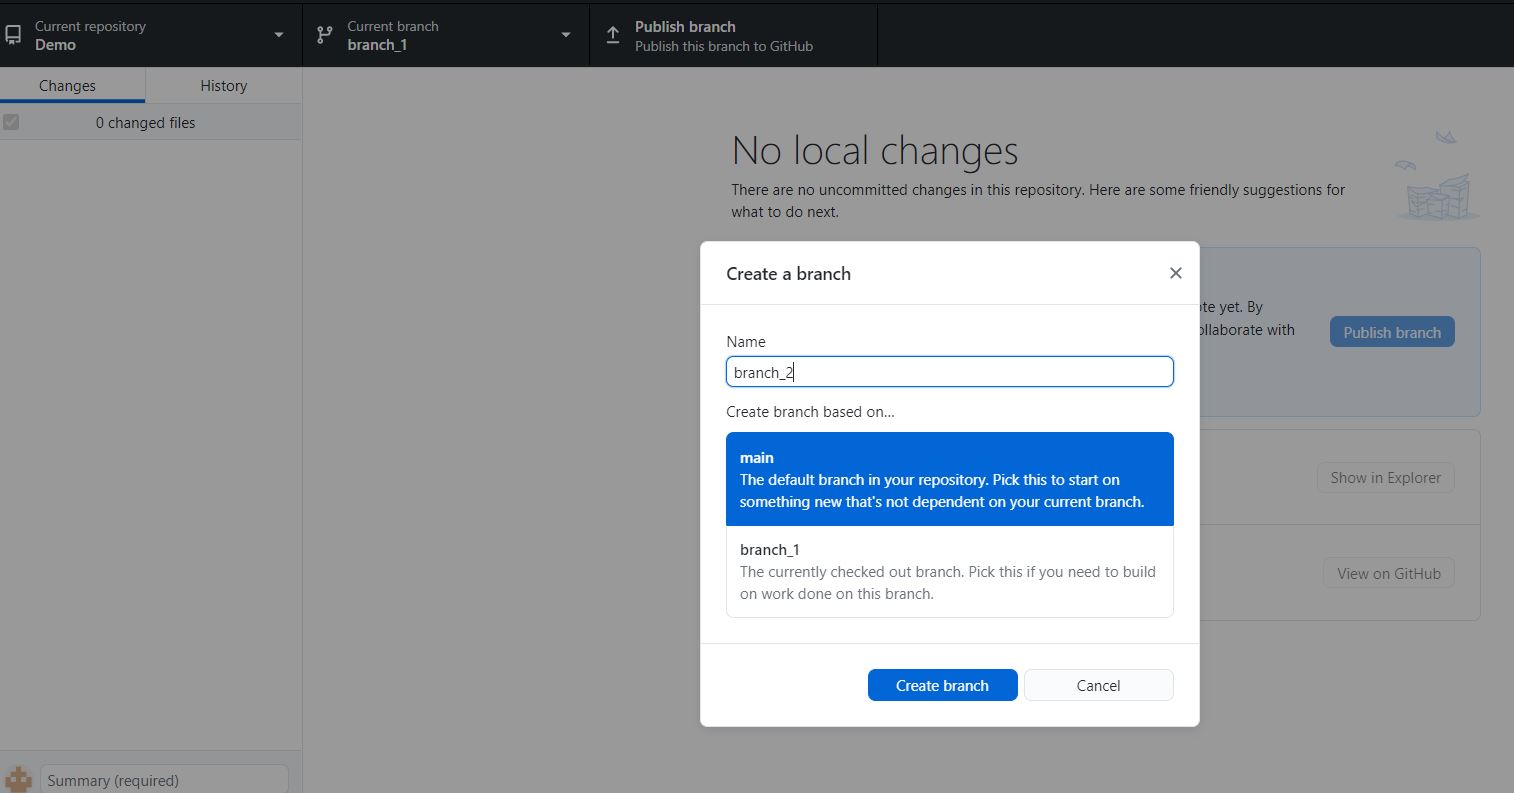 Current repository
Demo
Current branch
branch_1
Publish branch
Publish this branch to GitHub
Changes
History
0 changed files
No local changes
There are no uncommitted changes in this repository. Here are some friendly suggestions for
what to do next.
Create a branch
Name
branch_2
Create branch based on...
main
The default branch in your repository. Pick this to start on
something new that's not dependent on your current branch.
branch_1
The currently checked out branch. Pick this if you need to build
on work done on this branch.
Create branch
Cancel
yet. By
with
Publish branch
Show in Explorer
View on GitHub
Summary (required)